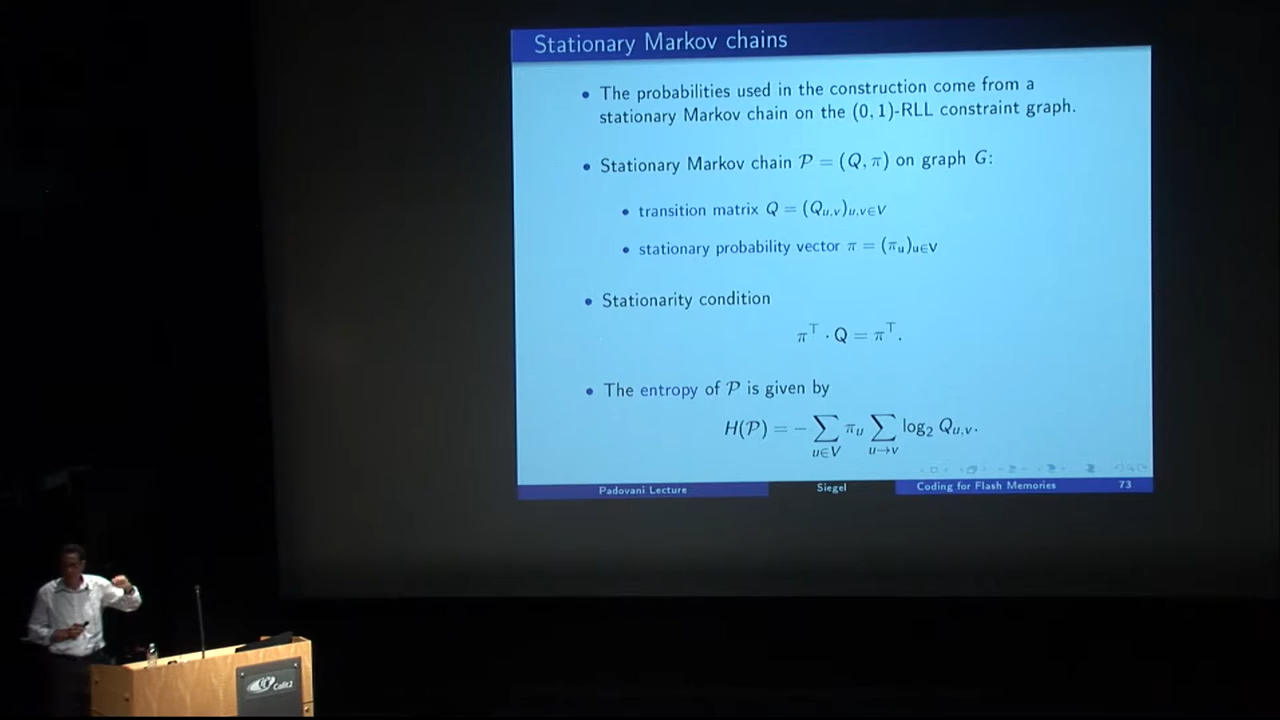 Stationary Markov chains
• The probabilities used in the construction come from a
stationary Markov chain on the (0, 1)-RLL constraint graph.
• Stationary Markov chain 𝒫 = (Q, π) on graph G:
• transition matrix Q = (Q_{u,v})_{u,v∈V}
• stationary probability vector π = (π_u)_{u∈V}
• Stationarity condition
π^⊤ · Q = π^⊤.
• The entropy of 𝒫 is given by
H(𝒫) = − ∑_{u∈V} π_u ∑_{u→v} log₂ Q_{u,v}.
Padovani Lecture Siegel Coding for Flash Memories 73
Calit2